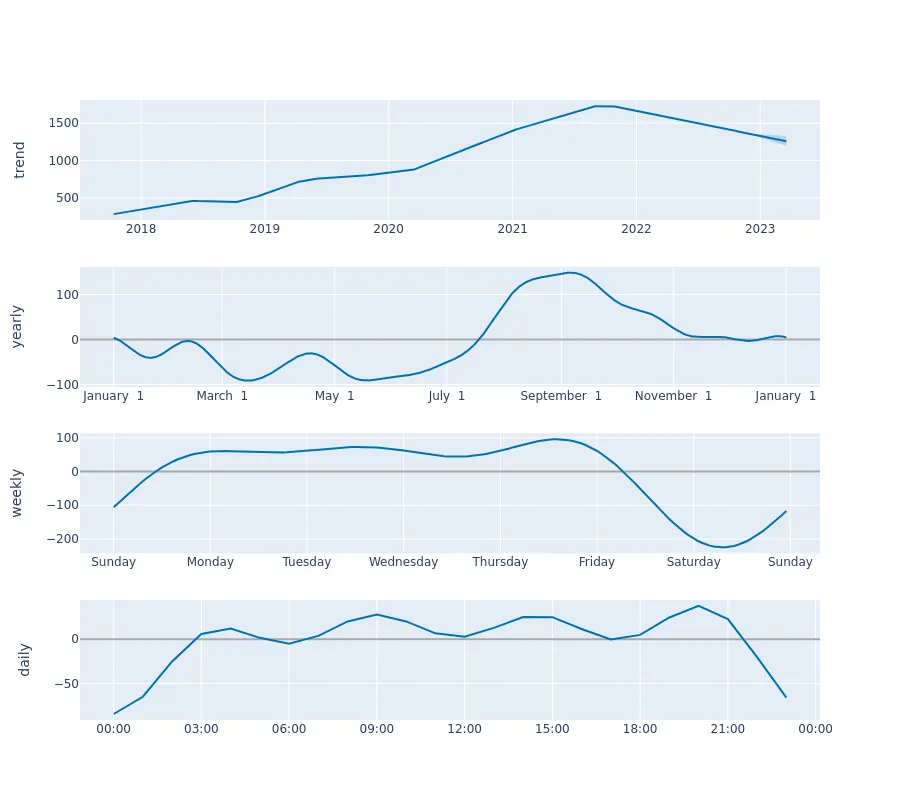 trend
1500
1000
500
2018 2019 2020 2021 2022 2023
yearly
100
0
−100
January 1 March 1 May 1 July 1 September 1 November 1 January 1
weekly
100
0
−100
−200
Sunday Monday Tuesday Wednesday Thursday Friday Saturday Sunday
daily
0
−50
00:00 03:00 06:00 09:00 12:00 15:00 18:00 21:00 00:00